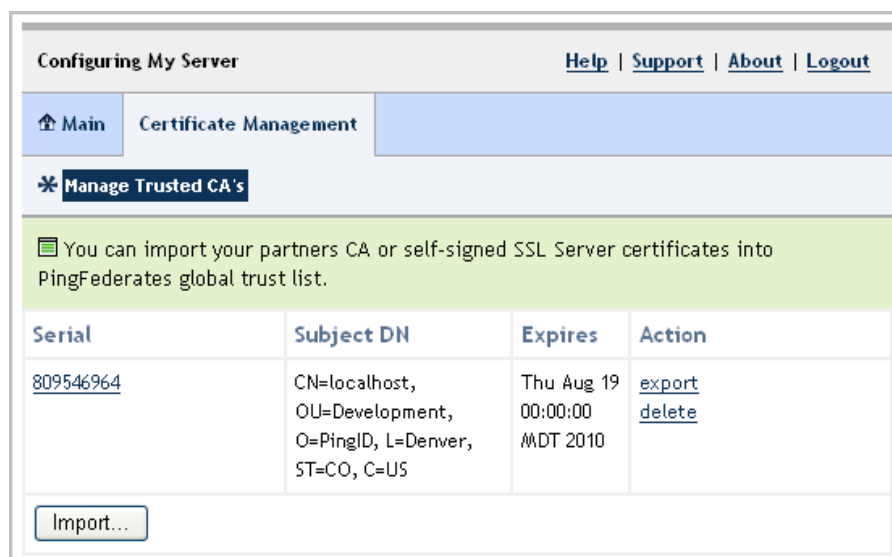 Configuring My Server
Help | Support | About | Logout
Main
Certificate Management
Manage Trusted CA's
You can import your partners CA or self-signed SSL Server certificates into
PingFederates global trust list.
Serial
Subject DN
Expires
Action
809546964
CN=localhost,
OU=Development,
O=PingID, L=Denver,
ST=CO, C=US
Thu Aug 19
00:00:00
MDT 2010
export
delete
Import...